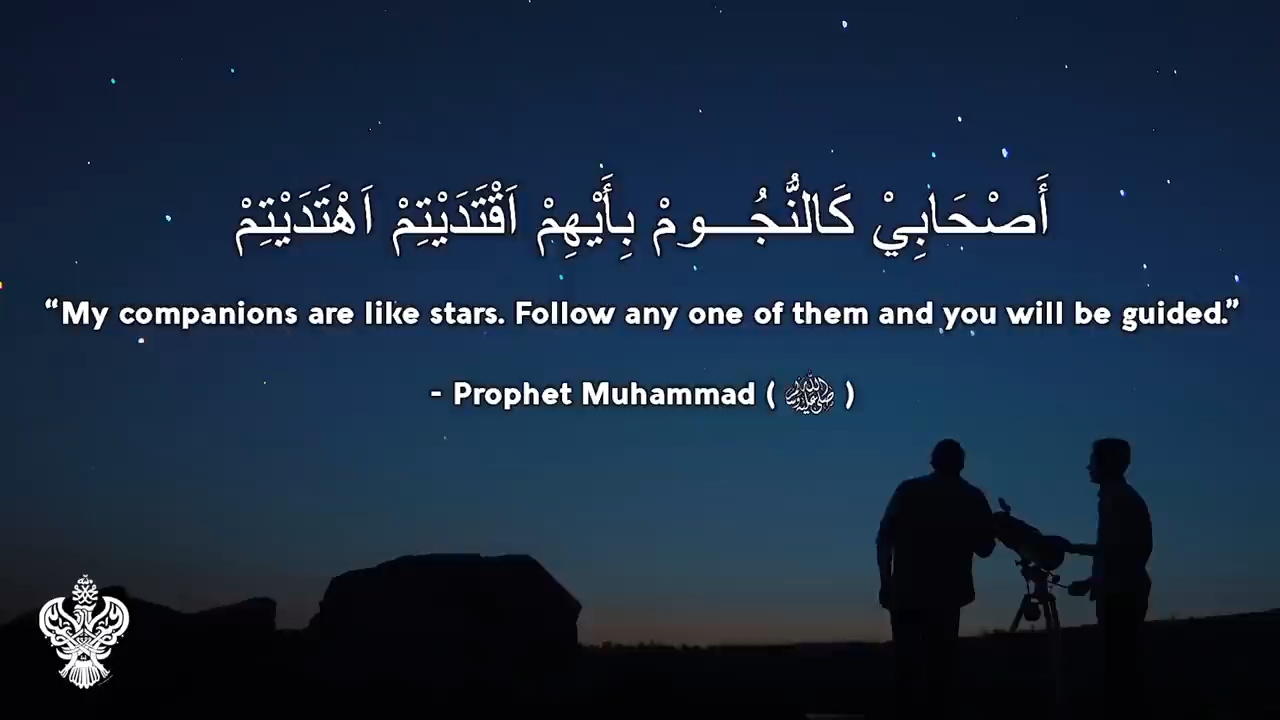 أَصْحَابِيْ كَالنُّجُـــومْ بِأَيْهِمْ اَقْتَدَيْتِمْ اَهْتَدَيْتِمْ
“My companions are like stars. Follow any one of them and you will be guided.”
- Prophet Muhammad ( ﷺ )